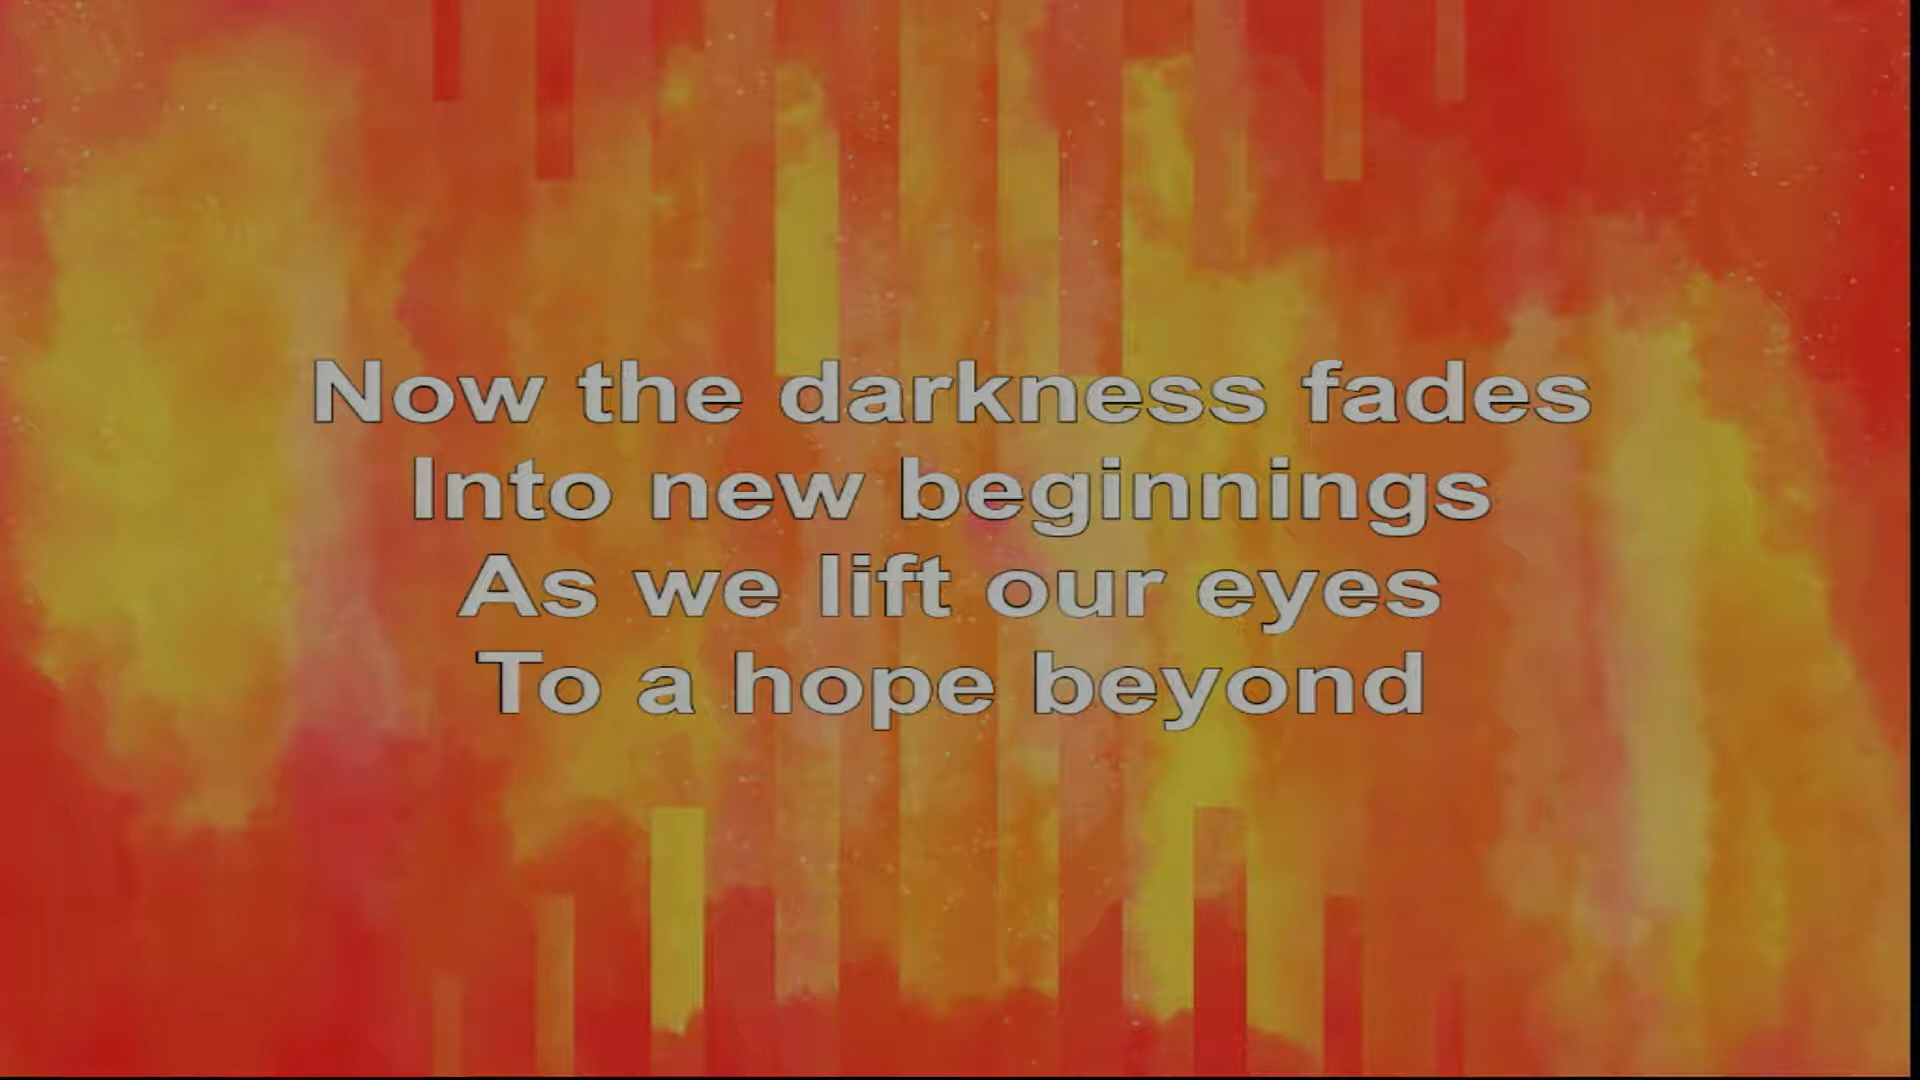 Now the darkness fades
Into new beginnings
As we lift our eyes
To a hope beyond